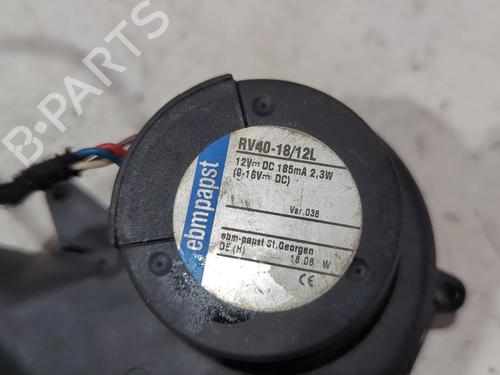 ebmpapst
RV40-18/12L
12V⎓DC 185mA 2,3W
(9-16V⎓DC)
Var.038
ebm-papst St.Georgen
DE(H) 18.08 W
CE
B-PARTS